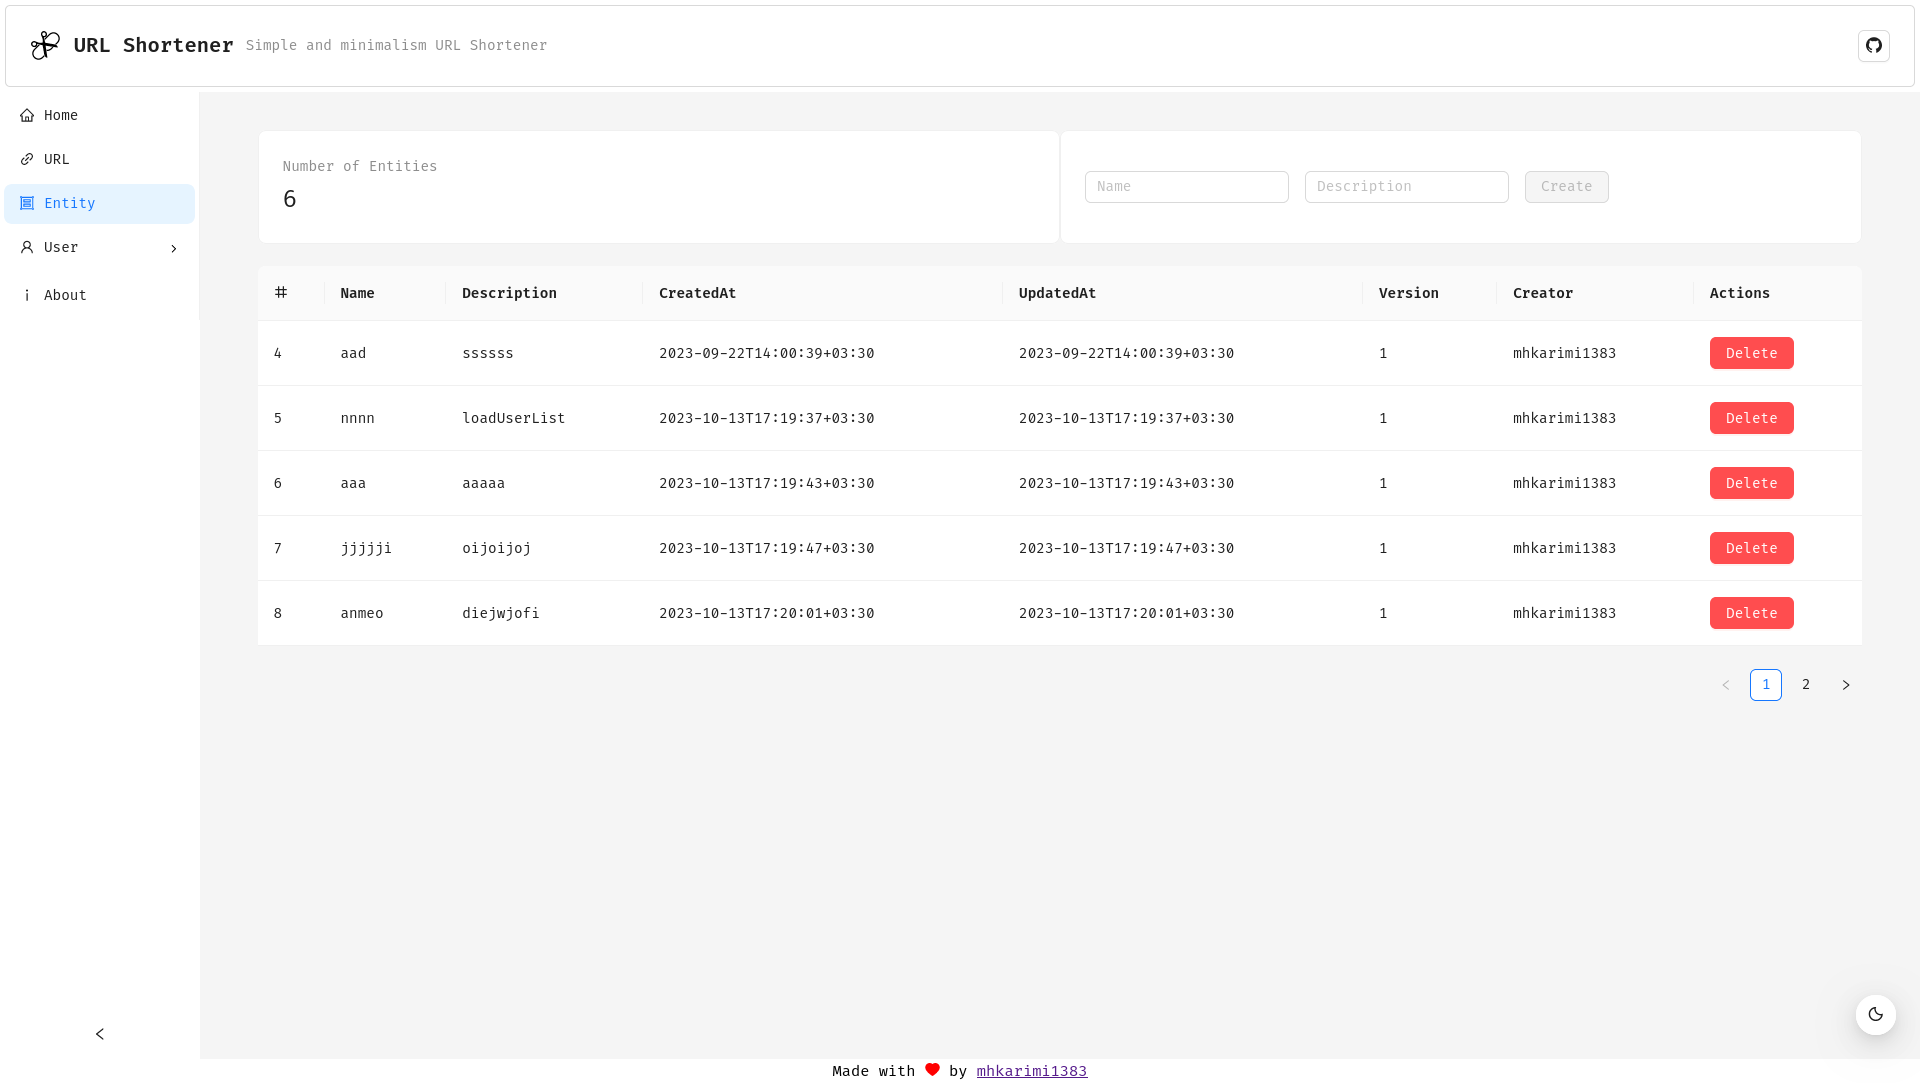 URL Shortener Simple and minimalism URL Shortener
Home
URL
Entity
User
About
Number of Entities
6
Name Description Create
# Name Description CreatedAt UpdatedAt Version Creator Actions
4 aad ssssss 2023-09-22T14:00:39+03:30 2023-09-22T14:00:39+03:30 1 mhkarimi1383 Delete
5 nnnn loadUserList 2023-10-13T17:19:37+03:30 2023-10-13T17:19:37+03:30 1 mhkarimi1383 Delete
6 aaa aaaaa 2023-10-13T17:19:43+03:30 2023-10-13T17:19:43+03:30 1 mhkarimi1383 Delete
7 jjjjji oijoijoj 2023-10-13T17:19:47+03:30 2023-10-13T17:19:47+03:30 1 mhkarimi1383 Delete
8 anmeo diejwjofi 2023-10-13T17:20:01+03:30 2023-10-13T17:20:01+03:30 1 mhkarimi1383 Delete
1 2
Made with ❤ by mhkarimi1383